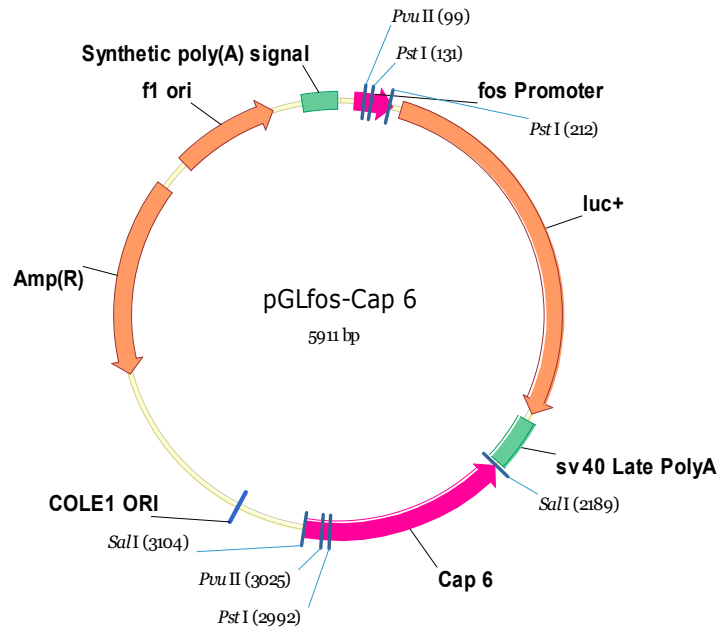 PvuII (99)
Synthetic poly(A) signal
PstI (131)
f1 ori
fos Promoter
PstI (212)
luc+
Amp(R)
pGLfos-Cap 6
5911 bp
sv40 Late PolyA
COLE1 ORI
SalI (2189)
SalI (3104)
PvuII (3025)
Cap 6
PstI (2992)